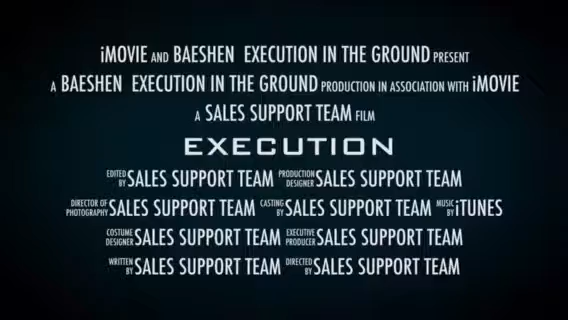 iMOVIE AND BAESHEN EXECUTION IN THE GROUND PRESENT
A BAESHEN EXECUTION IN THE GROUND PRODUCTION IN ASSOCIATION WITH iMOVIE
A SALES SUPPORT TEAM FILM
EXECUTION
EDITED BY SALES SUPPORT TEAM PRODUCTION DESIGNER SALES SUPPORT TEAM
DIRECTOR OF PHOTOGRAPHY SALES SUPPORT TEAM CASTING BY SALES SUPPORT TEAM MUSIC BY iTUNES
COSTUME DESIGNER SALES SUPPORT TEAM EXECUTIVE PRODUCER SALES SUPPORT TEAM
WRITTEN BY SALES SUPPORT TEAM DIRECTED BY SALES SUPPORT TEAM